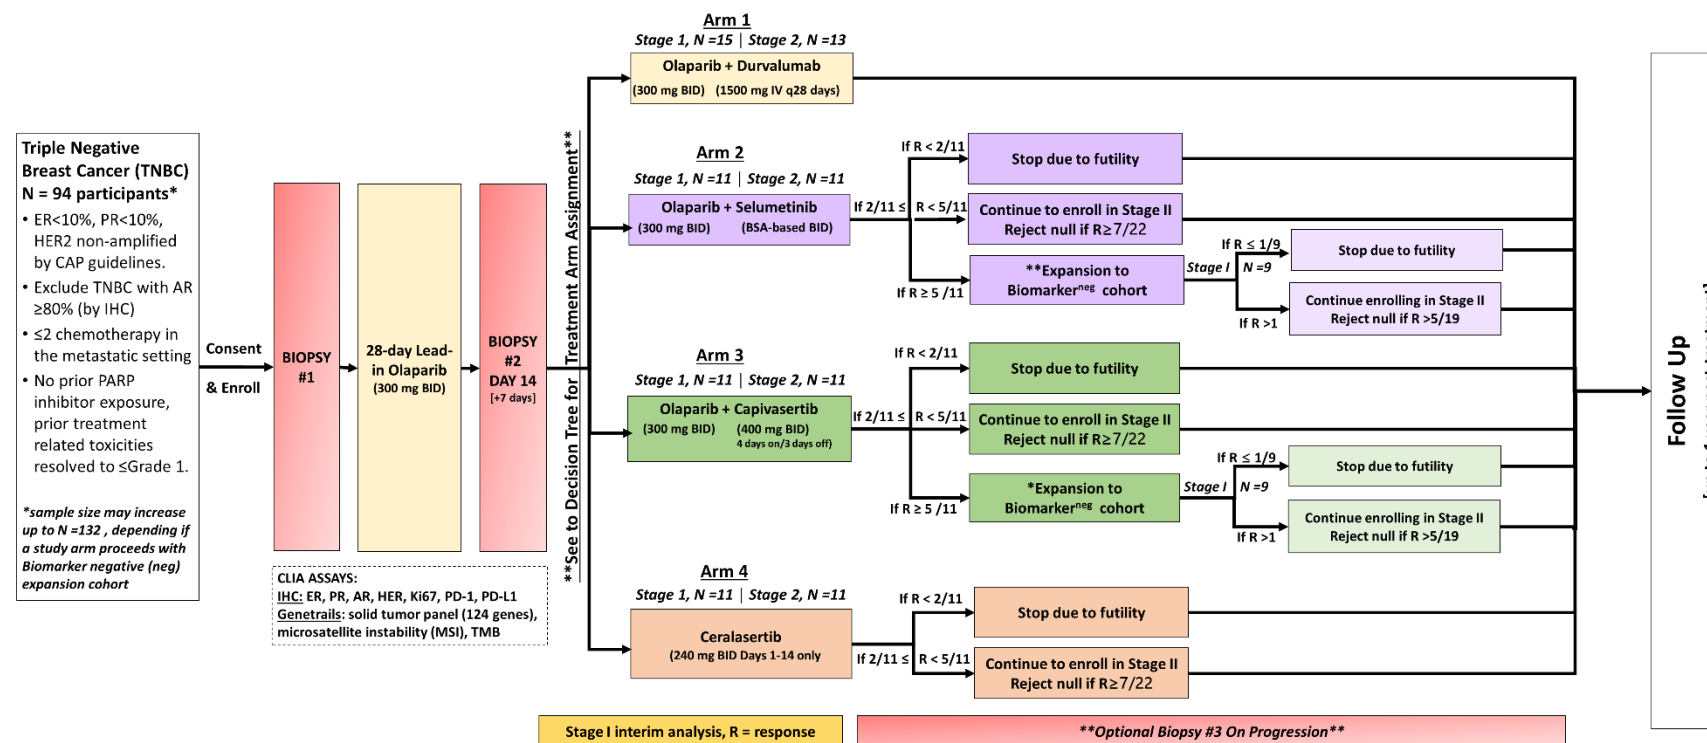 Triple Negative
Breast Cancer (TNBC)
N = 94 participants*
• ER<10%, PR<10%,
HER2 non-amplified
by CAP guidelines.
• Exclude TNBC with AR
≥80% (by IHC)
• ≤2 chemotherapy in
the metastatic setting
• No prior PARP
inhibitor exposure,
prior treatment
related toxicities
resolved to ≤Grade 1.
*sample size may increase
up to N =132 , depending if
a study arm proceeds with
Biomarker negative (neg)
expansion cohort
Consent
& Enroll
BIOPSY
#1
28-day Lead-
in Olaparib
(300 mg BID)
BIOPSY
#2
DAY 14
[+7 days]
CLIA ASSAYS:
IHC: ER, PR, AR, HER, Ki67, PD-1, PD-L1
Genetrails: solid tumor panel (124 genes),
microsatellite instability (MSI), TMB
**See to Decision Tree for Treatment Arm Assignment**
Arm 1
Stage 1, N =15 | Stage 2, N=13
Olaparib + Durvalumab
(300 mg BID) (1500 mg IV q28 days)
Arm 2
Stage 1, N=11 | Stage 2, N=11
Olaparib + Selumetinib
(300 mg BID) (BSA-based BID)
If R < 2/11
If 2/11 ≤ R < 5/11
If R ≥ 5 /11
Stop due to futility
Continue to enroll in Stage II
Reject null if R≥7/22
**Expansion to
Biomarkerⁿᵉᵍ cohort
Stage I
If R ≤ 1/9
N =9
If R >1
Stop due to futility
Continue enrolling in Stage II
Reject null if R >5/19
Arm 3
Stage 1, N=11 | Stage 2, N=11
Olaparib + Capivasertib
(300 mg BID) (400 mg BID)
4 days on/3 days off)
If R < 2/11
If 2/11 ≤ R < 5/11
If R ≥ 5 /11
Stop due to futility
Continue to enroll in Stage II
Reject null if R≥7/22
*Expansion to
Biomarkerⁿᵉᵍ cohort
Stage I
If R ≤ 1/9
N =9
If R >1
Stop due to futility
Continue enrolling in Stage II
Reject null if R >5/19
Arm 4
Stage 1, N=11 | Stage 2, N=11
Ceralasertib
(240 mg BID Days 1-14 only
If R < 2/11
If 2/11 ≤ R < 5/11
Stop due to futility
Continue to enroll in Stage II
Reject null if R≥7/22
Follow Up
Stage I interim analysis, R = response
**Optional Biopsy #3 On Progression**